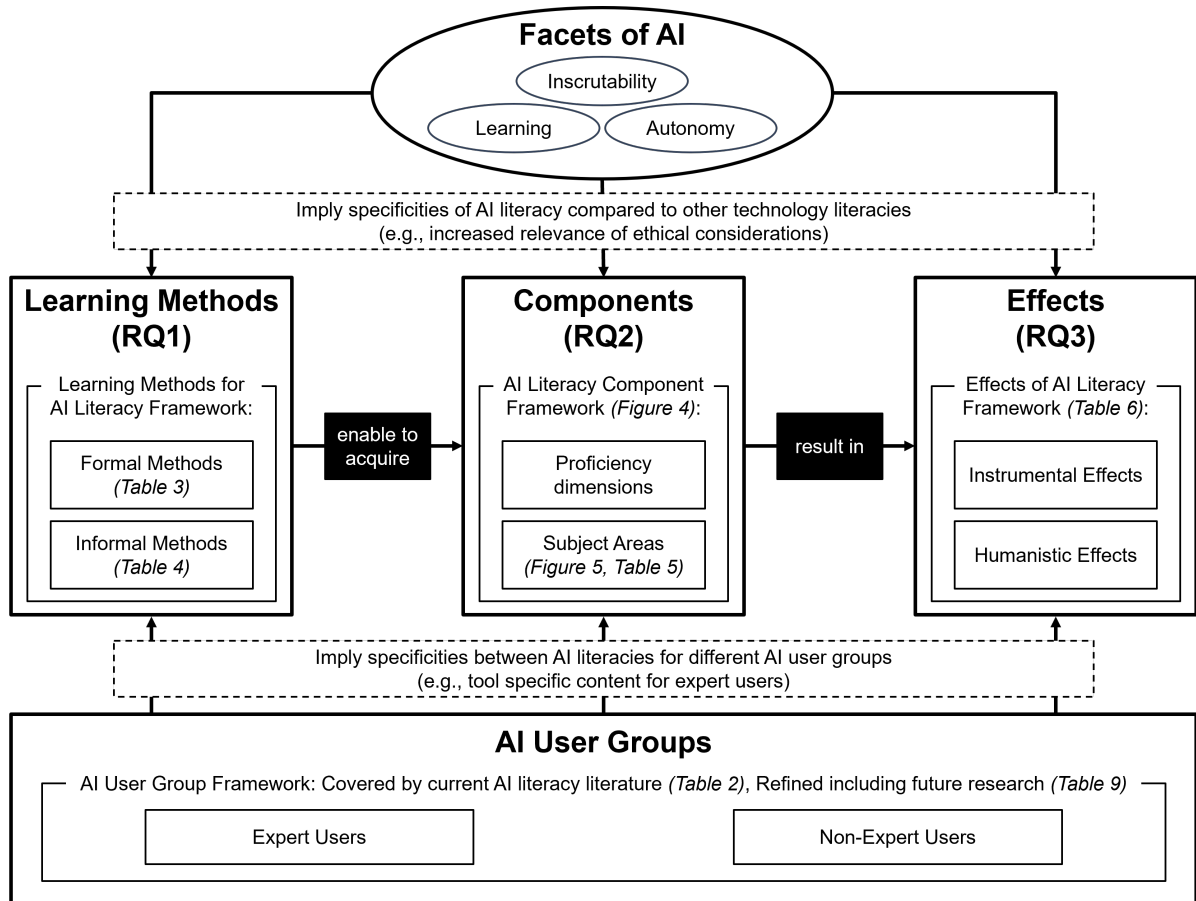 Facets of AI
Inscrutability
Learning
Autonomy
Imply specificities of AI literacy compared to other technology literacies
(e.g., increased relevance of ethical considerations)
Learning Methods
(RQ1)
Learning Methods for
AI Literacy Framework:
Formal Methods
(Table 3)
Informal Methods
(Table 4)
enable to
acquire
Components
(RQ2)
AI Literacy Component
Framework (Figure 4):
Proficiency
dimensions
Subject Areas
(Figure 5, Table 5)
result in
Effects
(RQ3)
Effects of AI Literacy
Framework (Table 6):
Instrumental Effects
Humanistic Effects
Imply specificities between AI literacies for different AI user groups
(e.g., tool specific content for expert users)
AI User Groups
AI User Group Framework: Covered by current AI literacy literature (Table 2), Refined including future research (Table 9)
Expert Users
Non-Expert Users